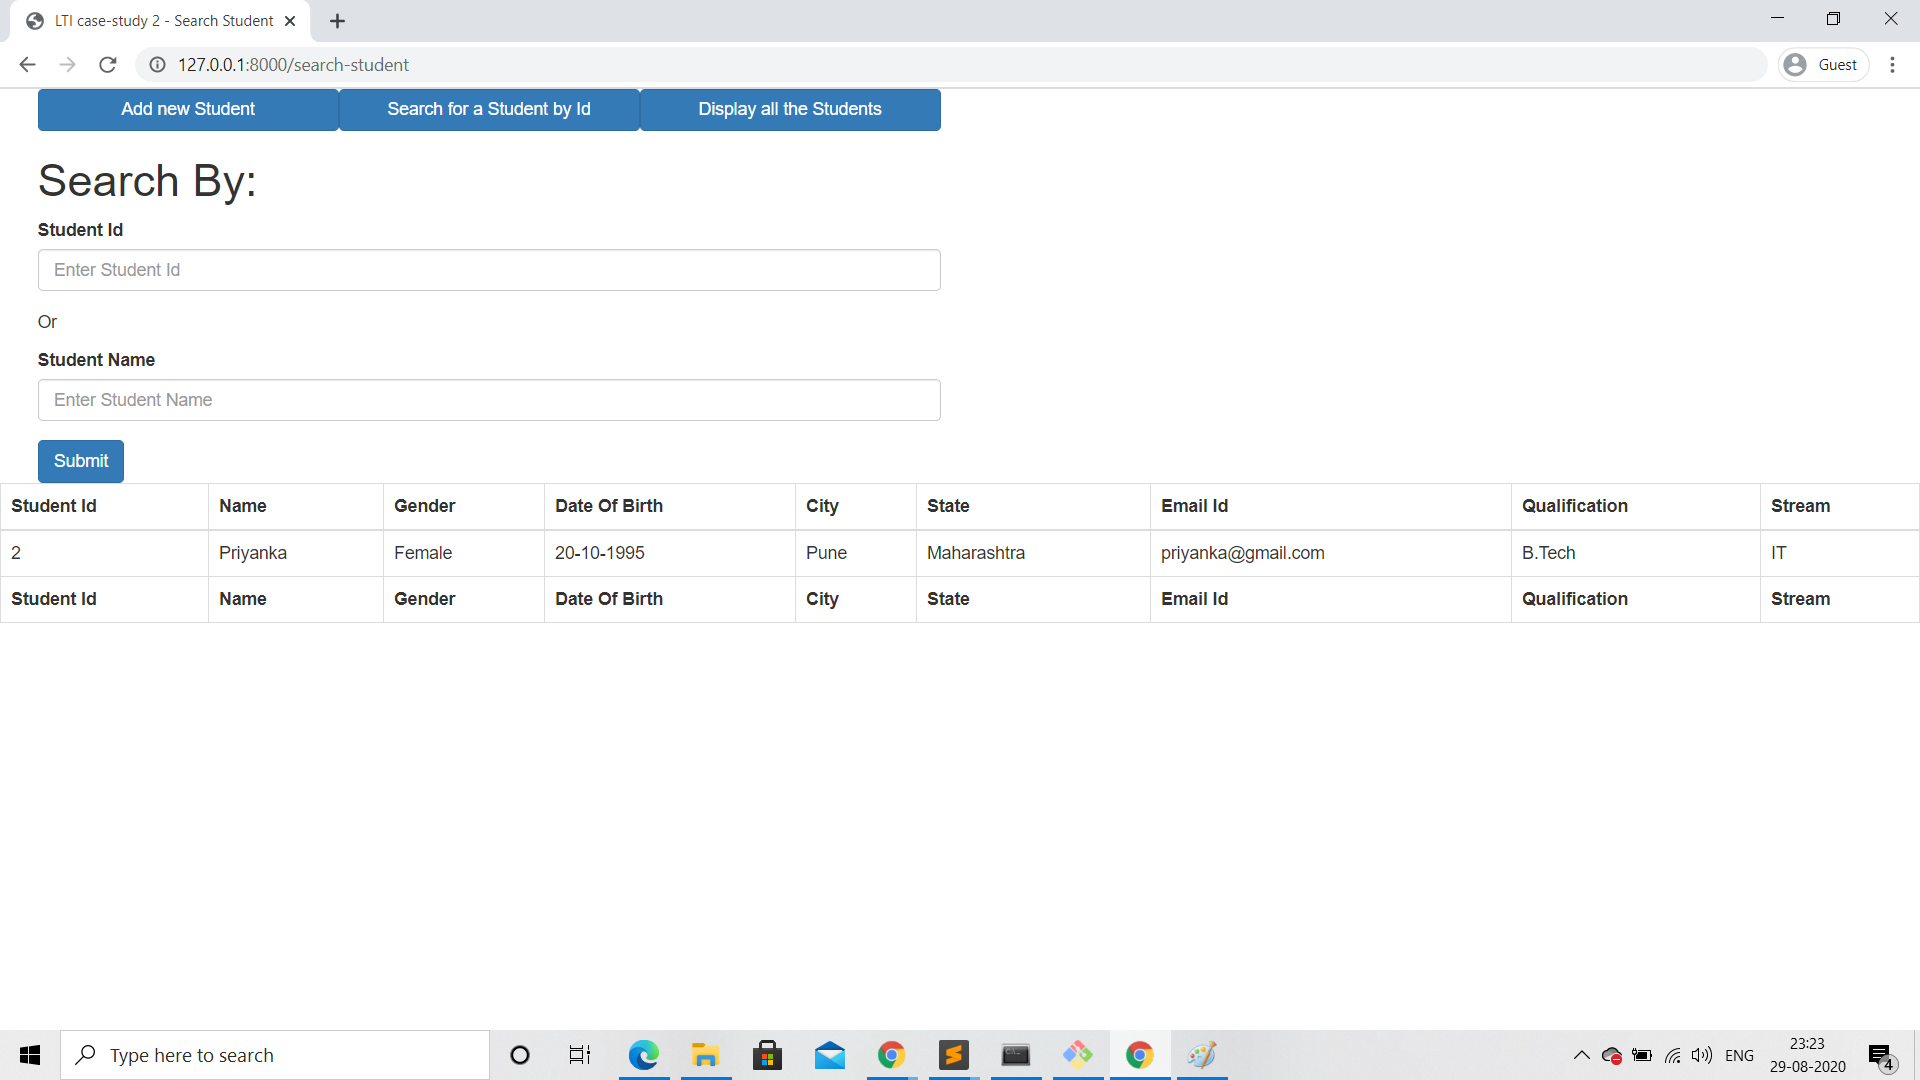 LTI case-study 2 - Search Student
127.0.0.1:8000/search-student
Guest
Add new Student Search for a Student by Id Display all the Students
Search By:
Student Id
Enter Student Id
Or
Student Name
Enter Student Name
Submit
Student Id Name Gender Date Of Birth City State Email Id Qualification Stream
2 Priyanka Female 20-10-1995 Pune Maharashtra priyanka@gmail.com B.Tech IT
Student Id Name Gender Date Of Birth City State Email Id Qualification Stream
Type here to search
ENG
23:23
29-08-2020
4